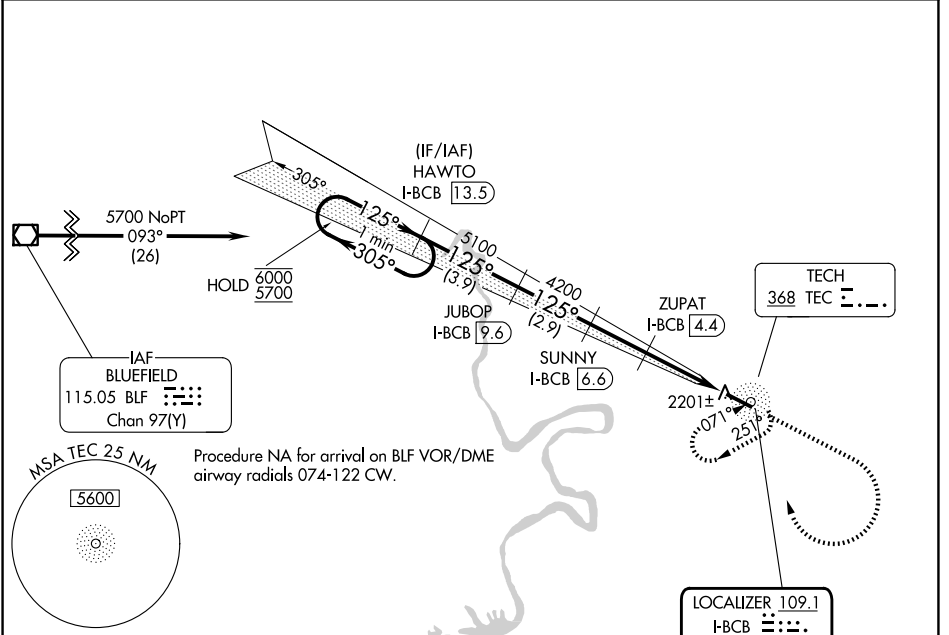 (IF/IAF)
HAWTO
I-BCB 13.5
305°
5700 NoPT
093°
(26)
125°
1 min
305°
HOLD 6000
5700
5100
125°
(3.9)
4200
125°
(2.9)
JUBOP
I-BCB 9.6
SUNNY
I-BCB 6.6
ZUPAT
I-BCB 4.4
TECH
368 TEC
2201±
071°
251°
IAF
BLUEFIELD
115.05 BLF
Chan 97(Y)
Procedure NA for arrival on BLF VOR/DME
airway radials 074-122 CW.
MSA TEC 25 NM
5600
LOCALIZER 109.1
I-BCB